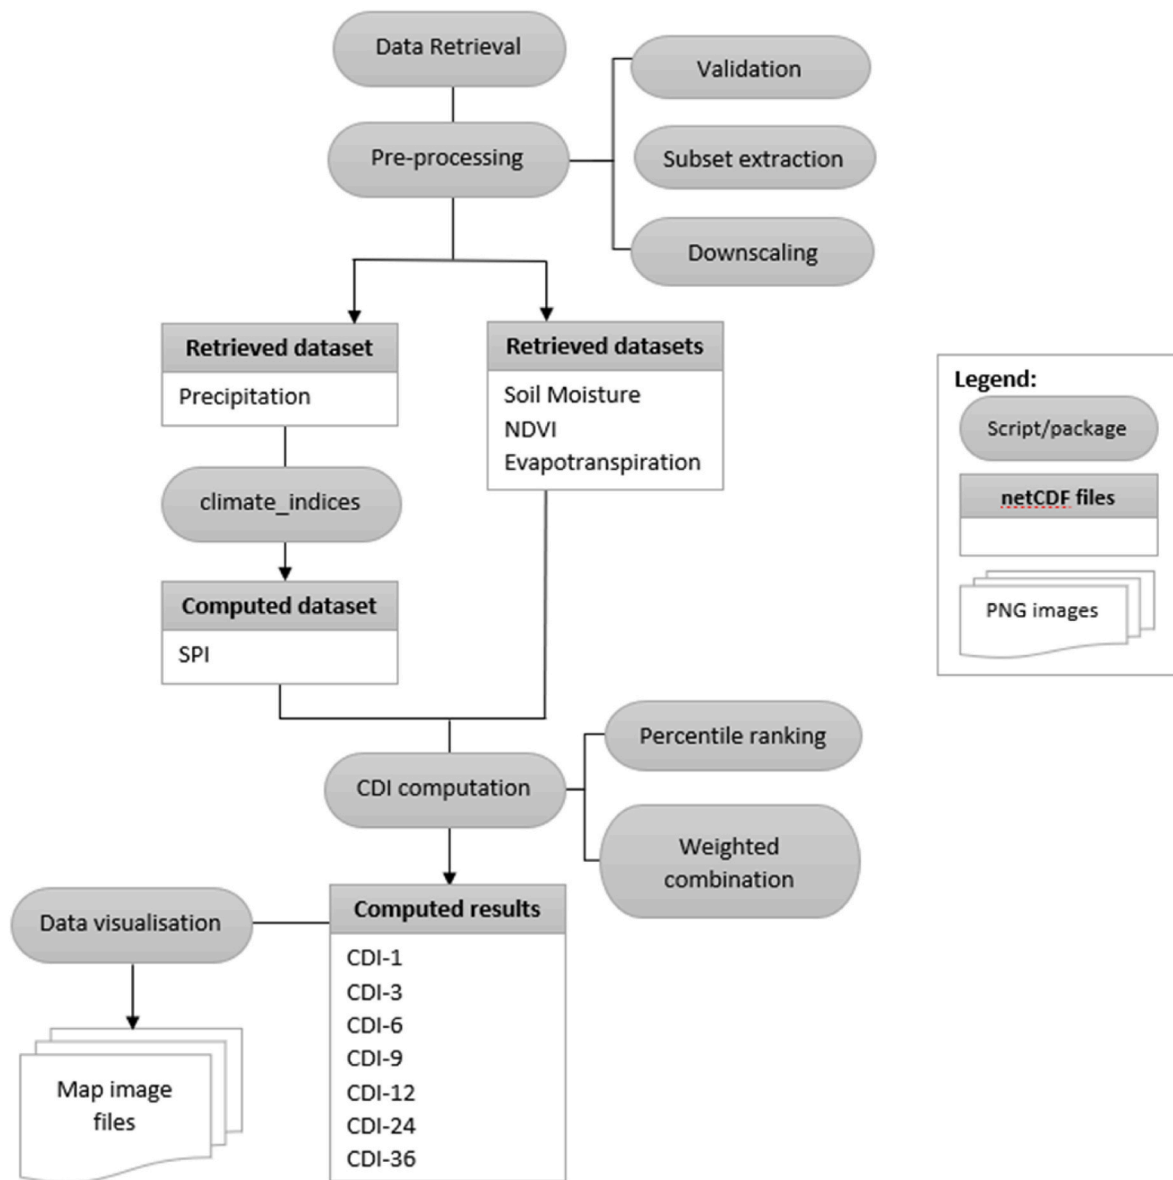 Data Retrieval
Validation
Pre-processing
Subset extraction
Downscaling
Retrieved dataset
Precipitation
Retrieved datasets
Soil Moisture
NDVI
Evapotranspiration
Legend:
Script/package
netCDF files
PNG images
climate_indices
Computed dataset
SPI
Percentile ranking
CDI computation
Weighted
combination
Computed results
CDI-1
CDI-3
CDI-6
CDI-9
CDI-12
CDI-24
CDI-36
Data visualisation
Map image
files